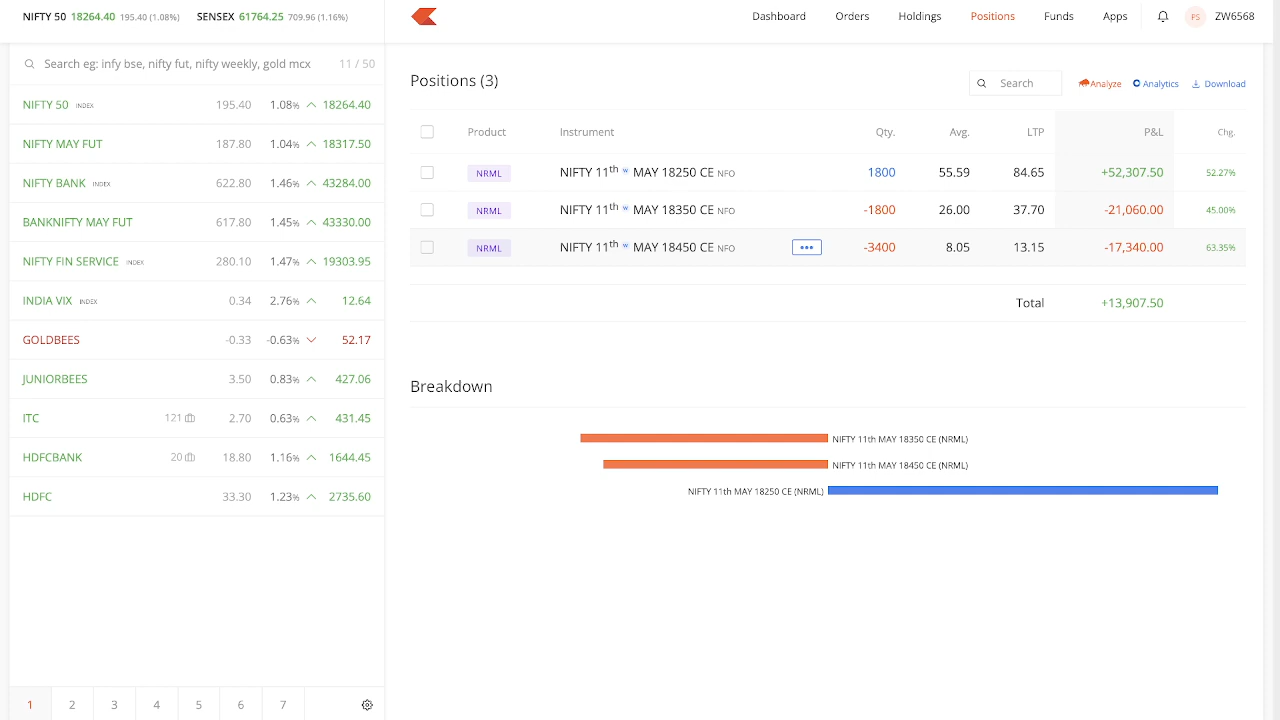 NIFTY 50 18264.40 195.40 (1.08%) SENSEX 61764.25 709.96 (1.16%)
Dashboard Orders Holdings Positions Funds Apps PS ZW6568
Search eg: infy bse, nifty fut, nifty weekly, gold mcx 11 / 50
NIFTY 50 INDEX 195.40 1.08% 18264.40
NIFTY MAY FUT 187.80 1.04% 18317.50
NIFTY BANK INDEX 622.80 1.46% 43284.00
BANKNIFTY MAY FUT 617.80 1.45% 43330.00
NIFTY FIN SERVICE INDEX 280.10 1.47% 19303.95
INDIA VIX INDEX 0.34 2.76% 12.64
GOLDBEES -0.33 -0.63% 52.17
JUNIORBEES 3.50 0.83% 427.06
ITC 121 2.70 0.63% 431.45
HDFCBANK 20 18.80 1.16% 1644.45
HDFC 33.30 1.23% 2735.60
1 2 3 4 5 6 7
Positions (3) Search Analyze Analytics Download
Product Instrument Qty. Avg. LTP P&L Chg.
NRML NIFTY 11th w MAY 18250 CE NFO 1800 55.59 84.65 +52,307.50 52.27%
NRML NIFTY 11th w MAY 18350 CE NFO -1800 26.00 37.70 -21,060.00 45.00%
NRML NIFTY 11th w MAY 18450 CE NFO ••• -3400 8.05 13.15 -17,340.00 63.35%
Total +13,907.50
Breakdown
NIFTY 11th MAY 18350 CE (NRML)
NIFTY 11th MAY 18450 CE (NRML)
NIFTY 11th MAY 18250 CE (NRML)